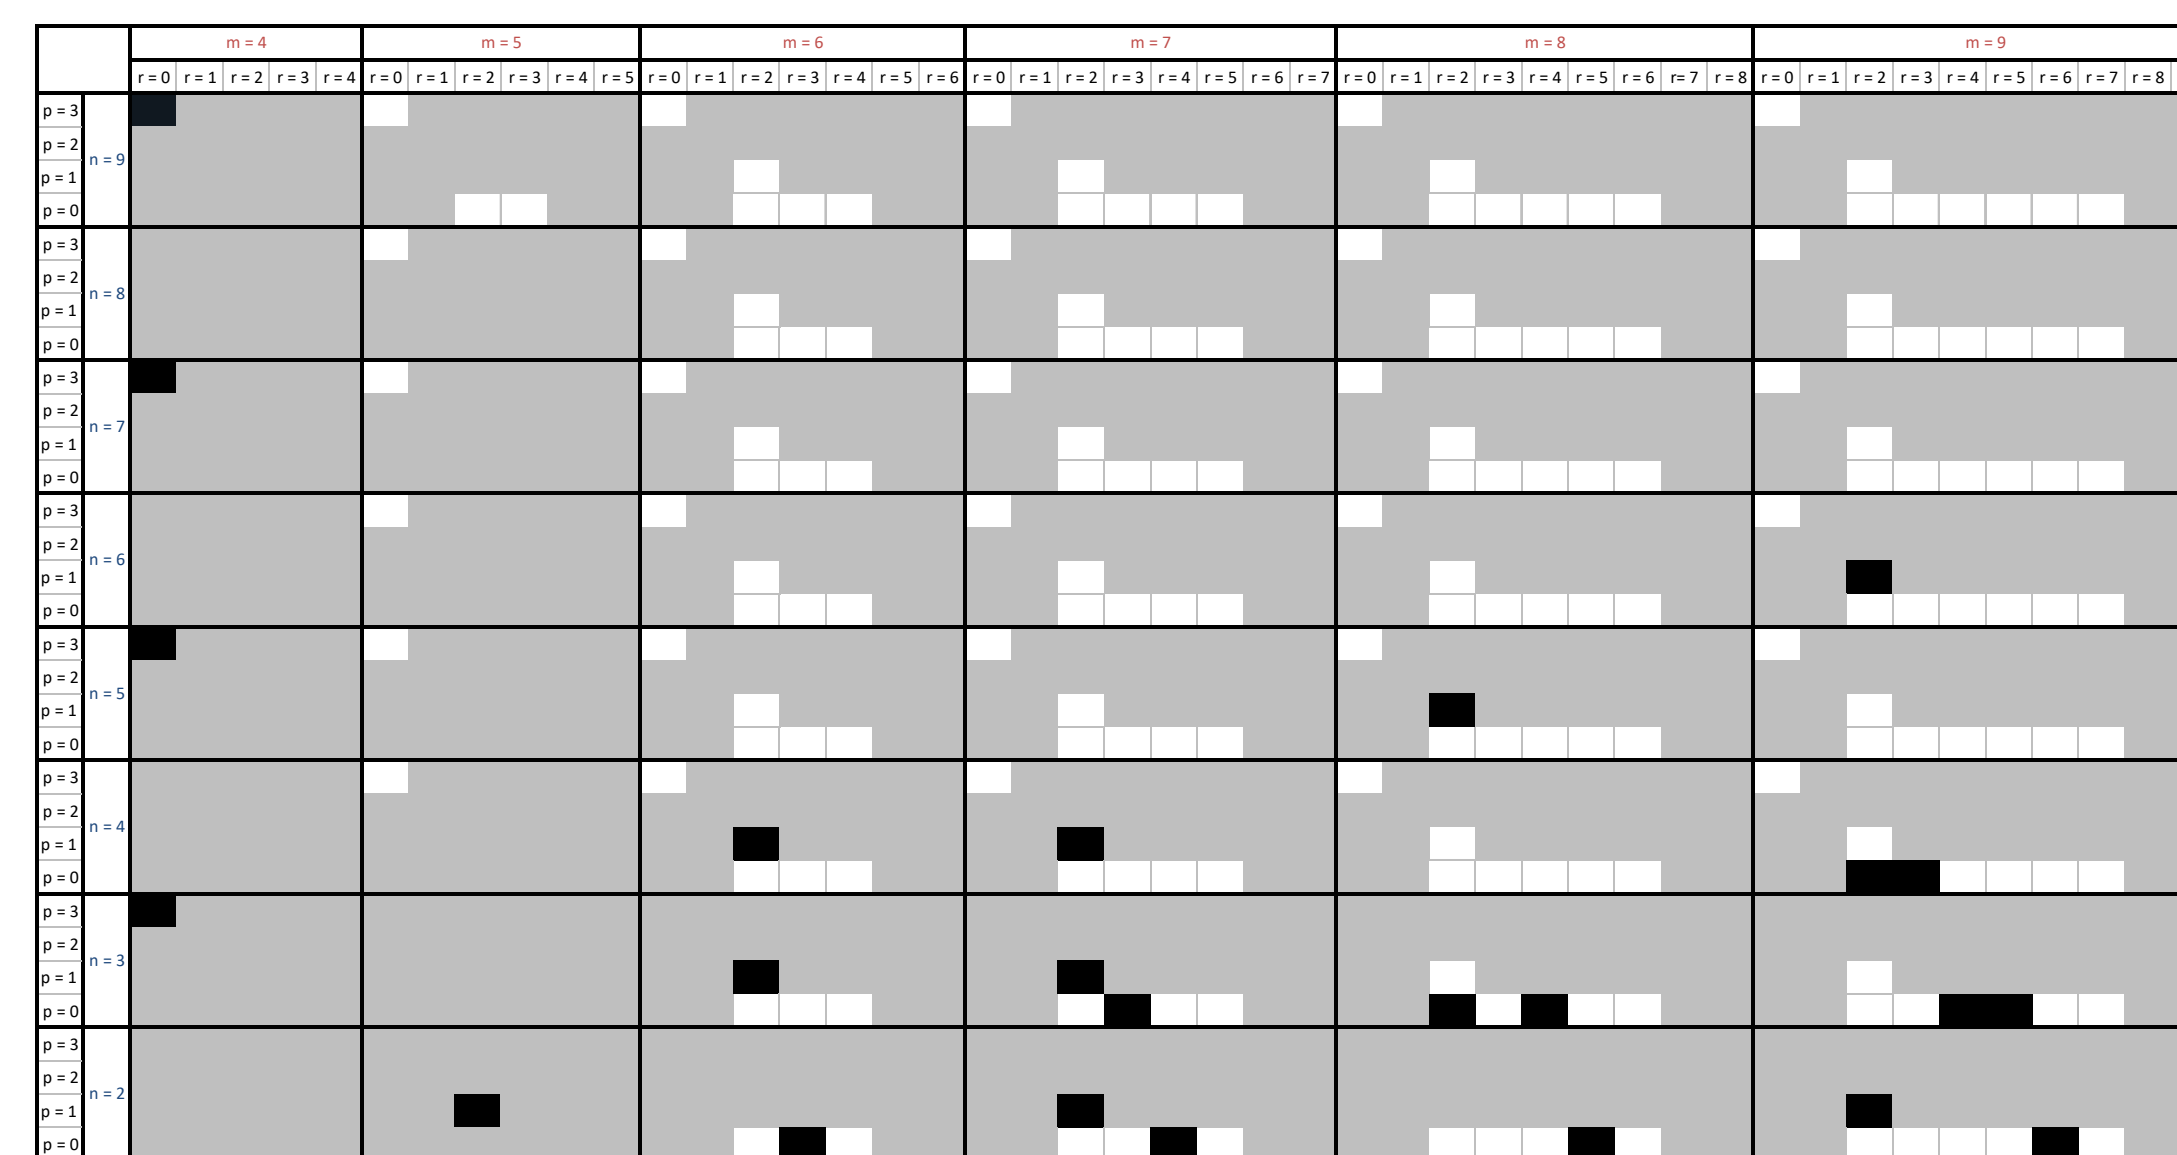 m = 4 m = 5 m = 6 m = 7 m = 8 m = 9
r = 0 r = 1 r = 2 r = 3 r = 4 r = 0 r = 1 r = 2 r = 3 r = 4 r = 5 r = 0 r = 1 r = 2 r = 3 r = 4 r = 5 r = 6 r = 0 r = 1 r = 2 r = 3 r = 4 r = 5 r = 6 r = 7 r = 0 r = 1 r = 2 r = 3 r = 4 r = 5 r = 6 r= 7 r = 8 r = 0 r = 1 r = 2 r = 3 r = 4 r = 5 r = 6 r = 7 r = 8
p = 3
p = 2
n = 9
p = 1
p = 0
p = 3
p = 2
n = 8
p = 1
p = 0
p = 3
p = 2
n = 7
p = 1
p = 0
p = 3
p = 2
n = 6
p = 1
p = 0
p = 3
p = 2
n = 5
p = 1
p = 0
p = 3
p = 2
n = 4
p = 1
p = 0
p = 3
p = 2
n = 3
p = 1
p = 0
p = 3
p = 2
n = 2
p = 1
p = 0